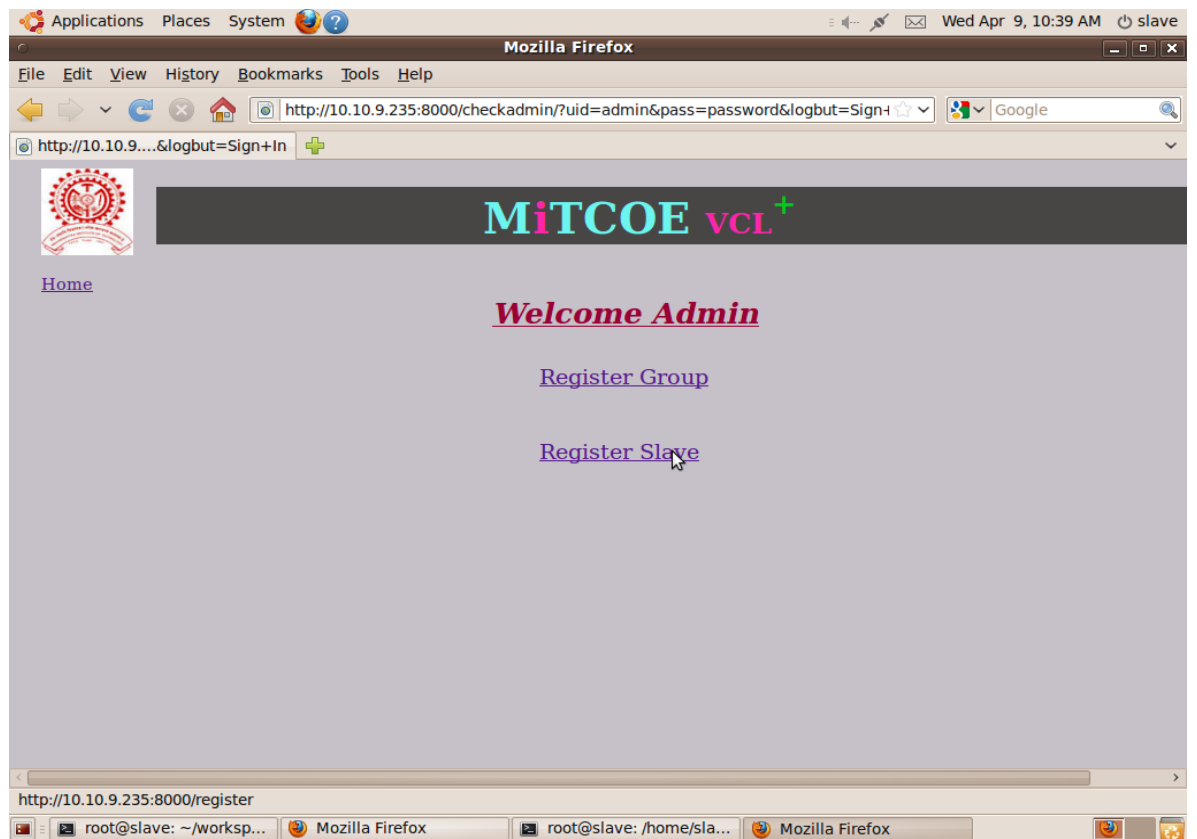 Applications Places System Wed Apr 9, 10:39 AM slave
Mozilla Firefox
File Edit View History Bookmarks Tools Help
http://10.10.9.235:8000/checkadmin/?uid=admin&pass=password&logbut=Sign+ Google
http://10.10.9....&logbut=Sign+In
MiTCOE VCL+
Home
Welcome Admin
Register Group
Register Slave
http://10.10.9.235:8000/register
root@slave: ~/worksp... Mozilla Firefox root@slave: /home/sla... Mozilla Firefox